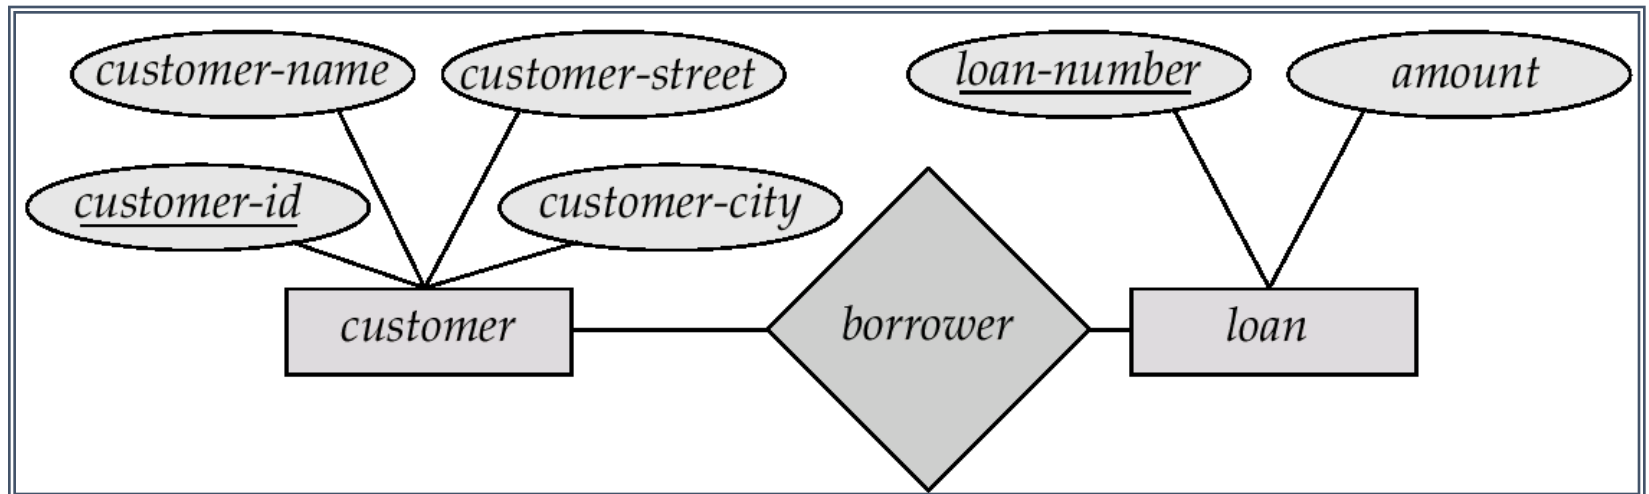 customer-name
customer-street
loan-number
amount
customer-id
customer-city
customer
borrower
loan